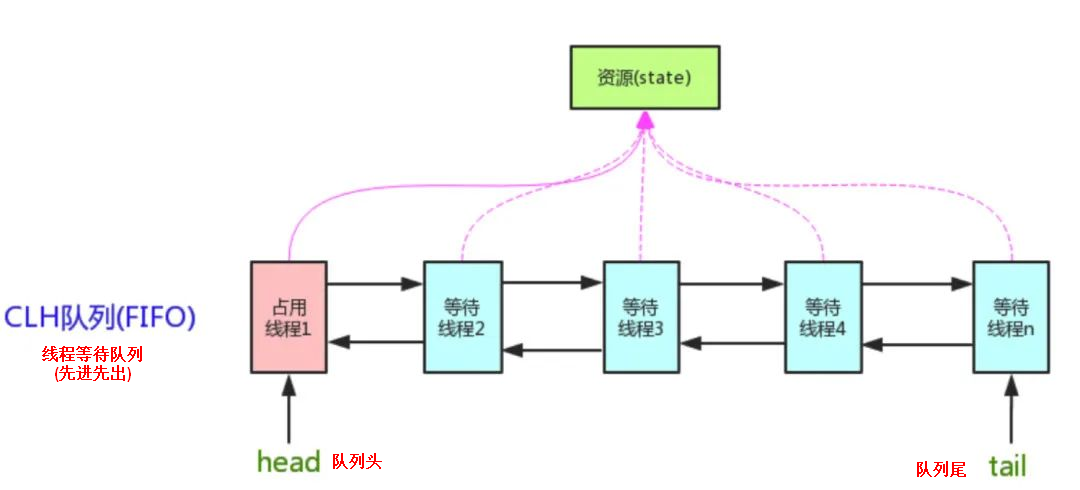 资源(state)
占用
线程1
等待
线程2
等待
线程3
等待
线程4
等待
线程n
CLH队列(FIFO)
线程等待队列
(先进先出)
head 队列头
队列尾 tail